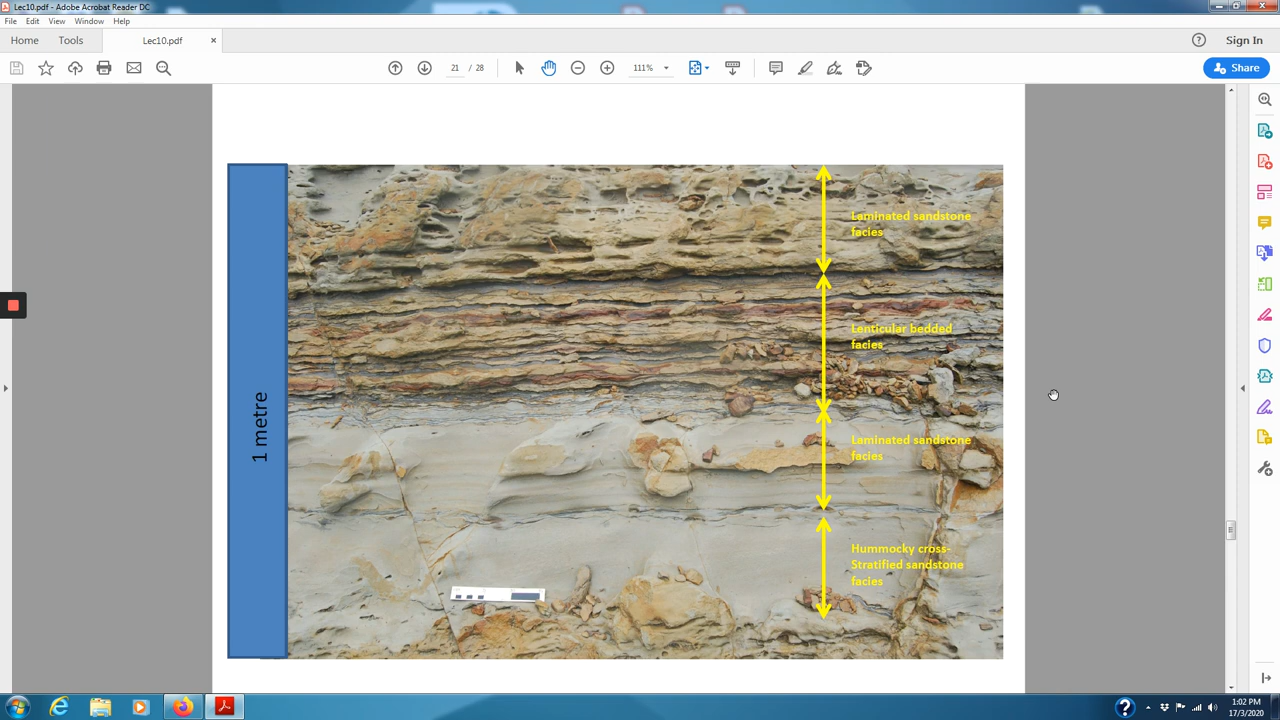 Lec10.pdf - Adobe Acrobat Reader DC
File Edit View Window Help
Home Tools Lec10.pdf × Sign In
21 / 28 111% Share
Laminated sandstone
facies
Lenticular bedded
facies
1 metre
Laminated sandstone
facies
Hummocky cross-
Stratified sandstone
facies
1:02 PM
17/3/2020